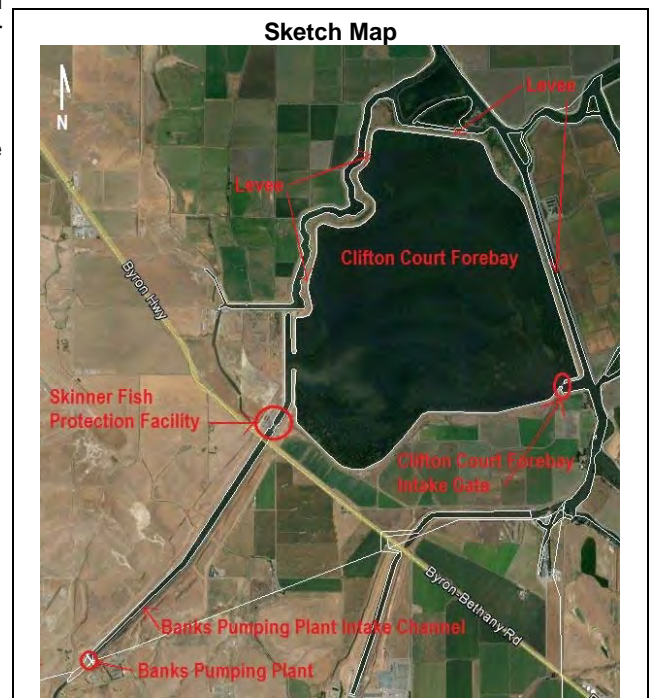 Sketch Map
N
Levee
Levee
Clifton Court Forebay
Byron Hwy
Skinner Fish
Protection Facility
Clifton Court Forebay
Intake Gate
Byron-Bethany Rd
Banks Pumping Plant Intake Channel
Banks Pumping Plant